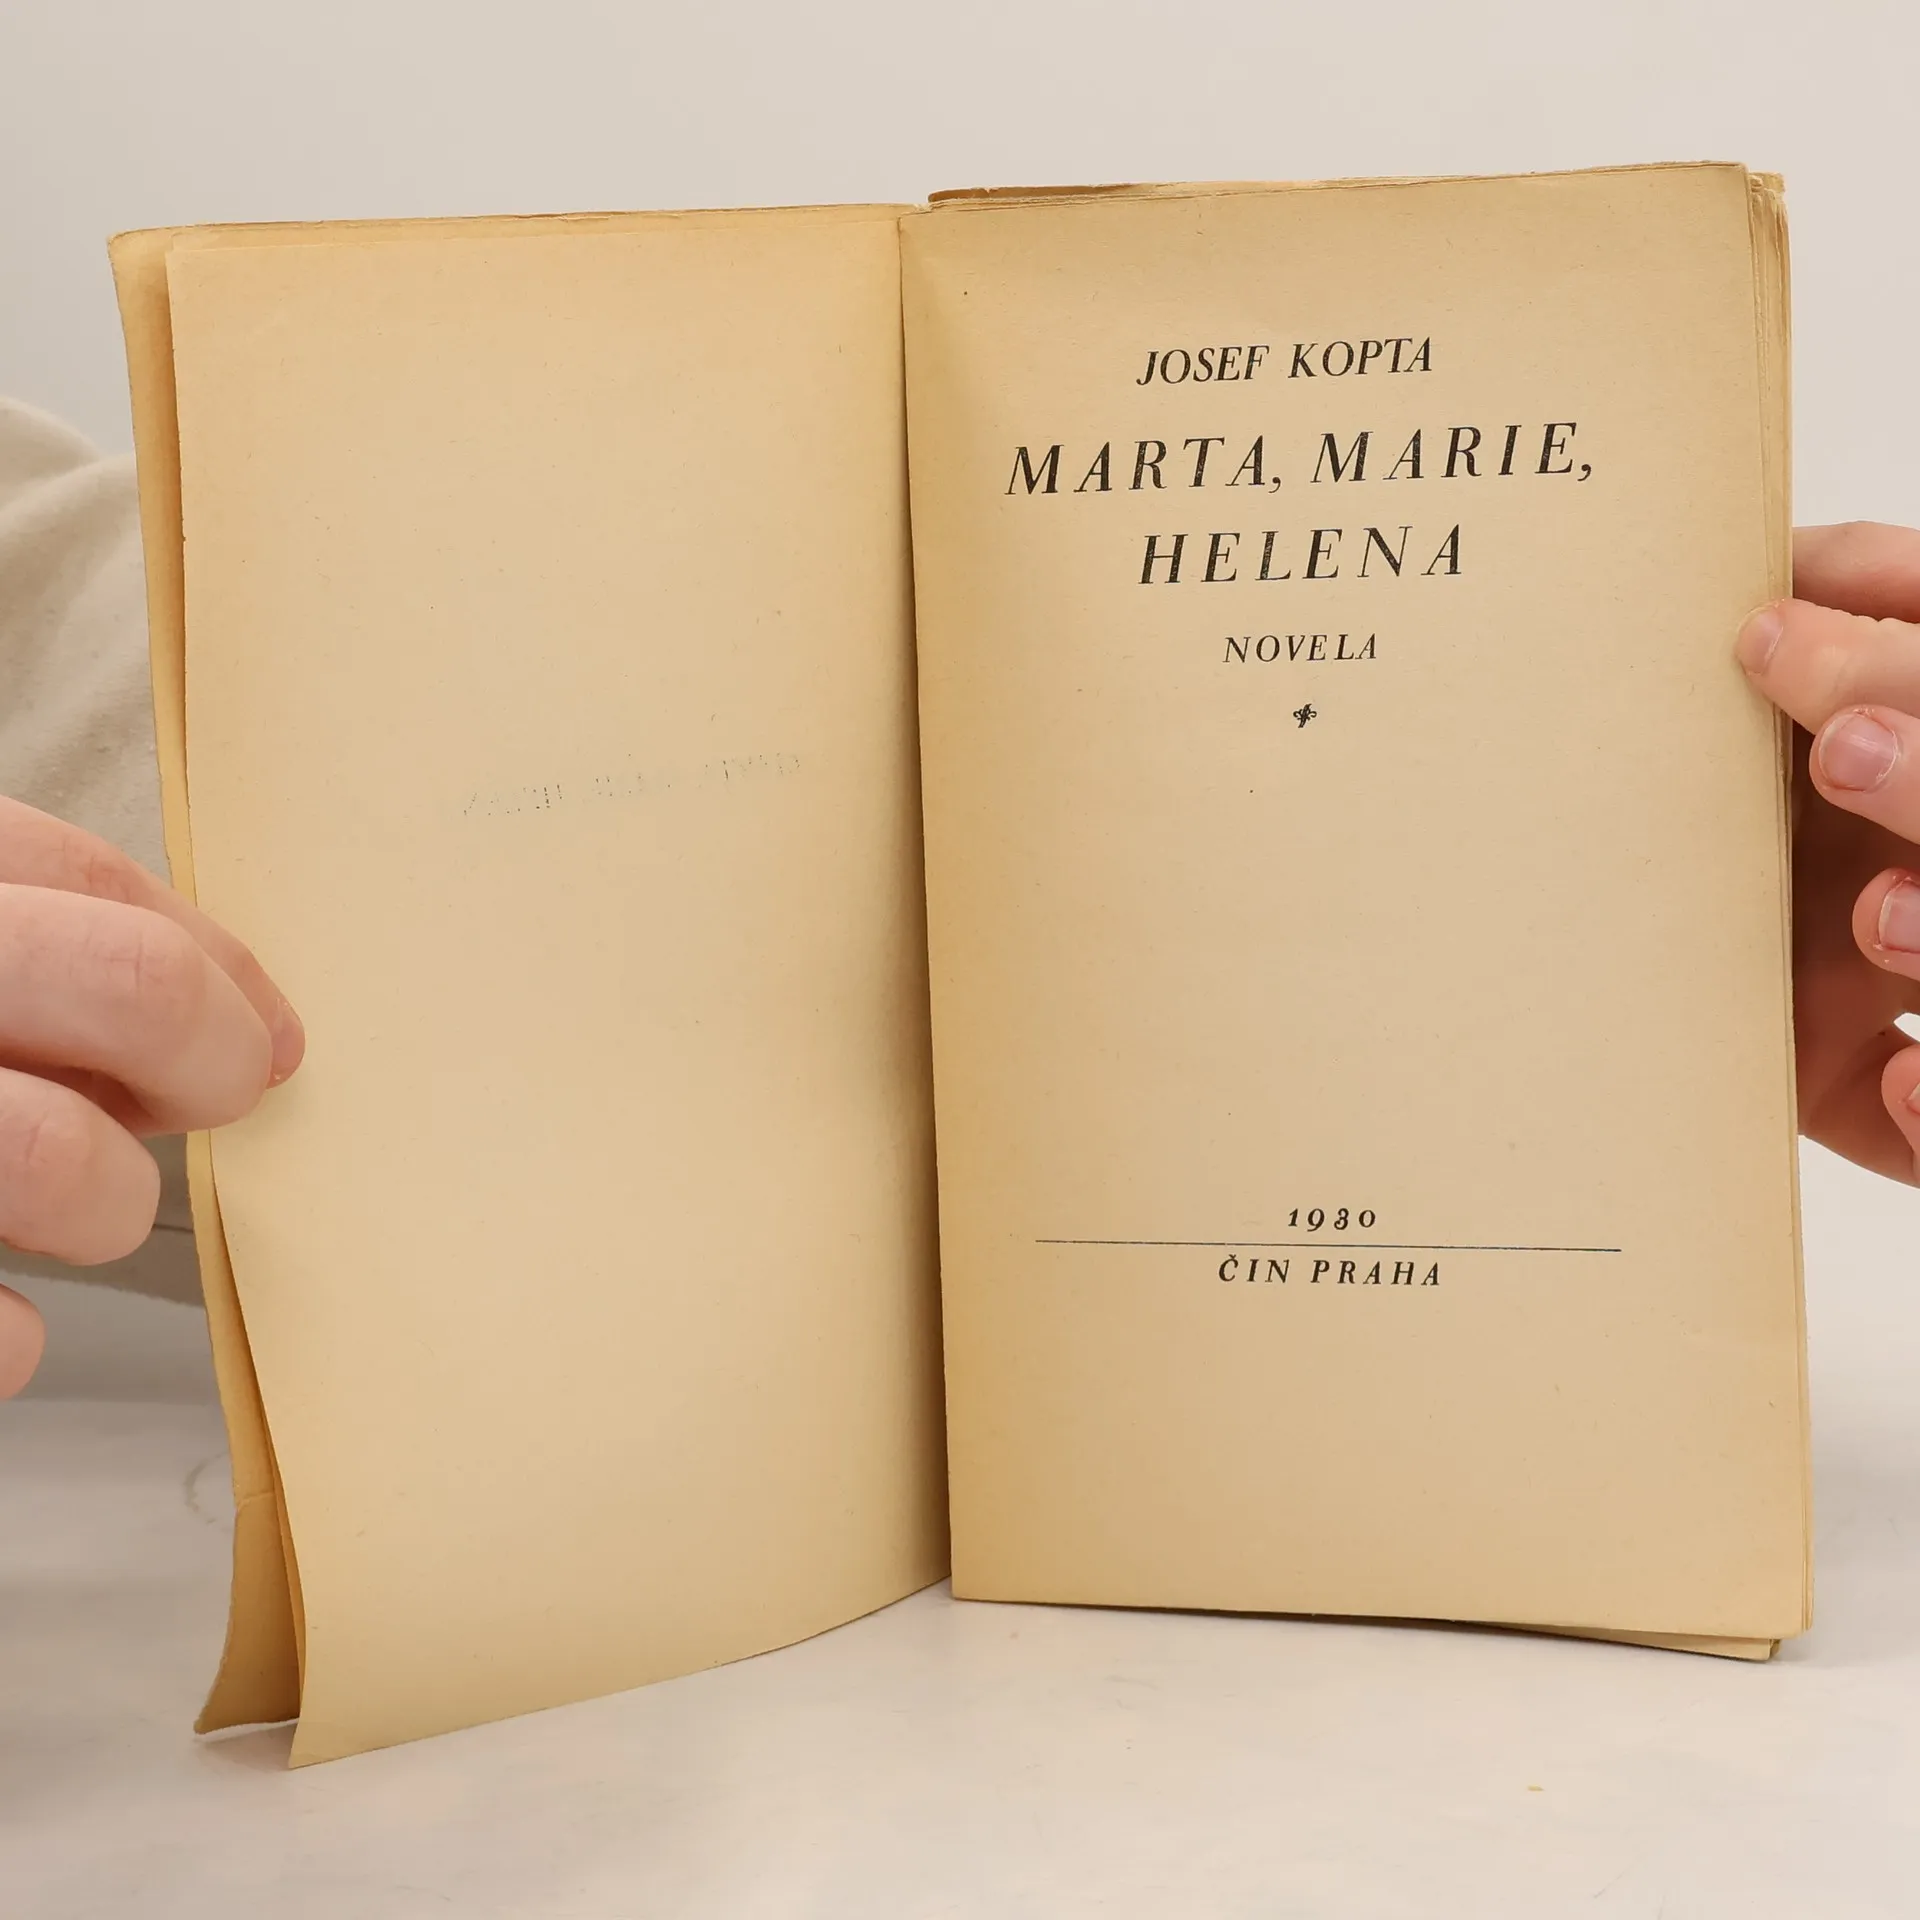 JOSEF KOPTA
MARTA, MARIE,
HELENA
NOVELA
1930
ČIN PRAHA